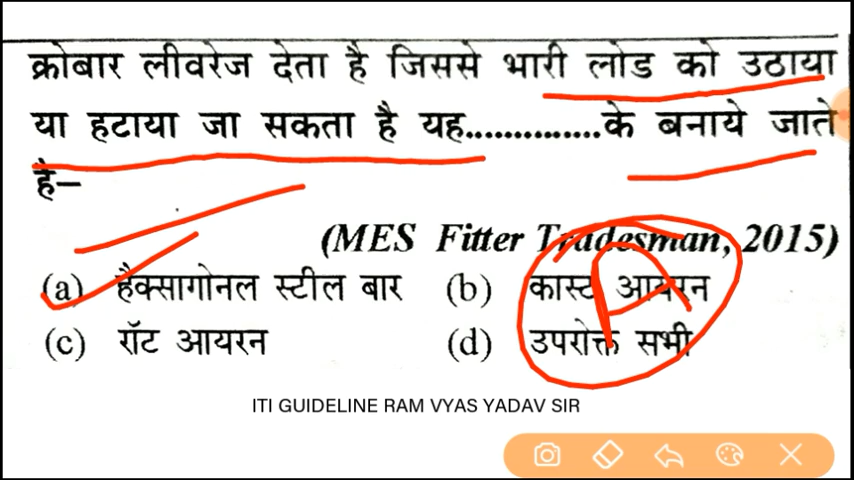 क्रोबार लीवरेज देता है जिससे भारी लोड को उठाया
या हटाया जा सकता है यह..............के बनाये जाते
है–
(MES Fitter Tradesman, 2015)
(a) हैक्सागोनल स्टील बार (b) कास्ट आयरन
(c) रॉट आयरन (d) उपरोक्त सभी
A
ITI GUIDELINE RAM VYAS YADAV SIR